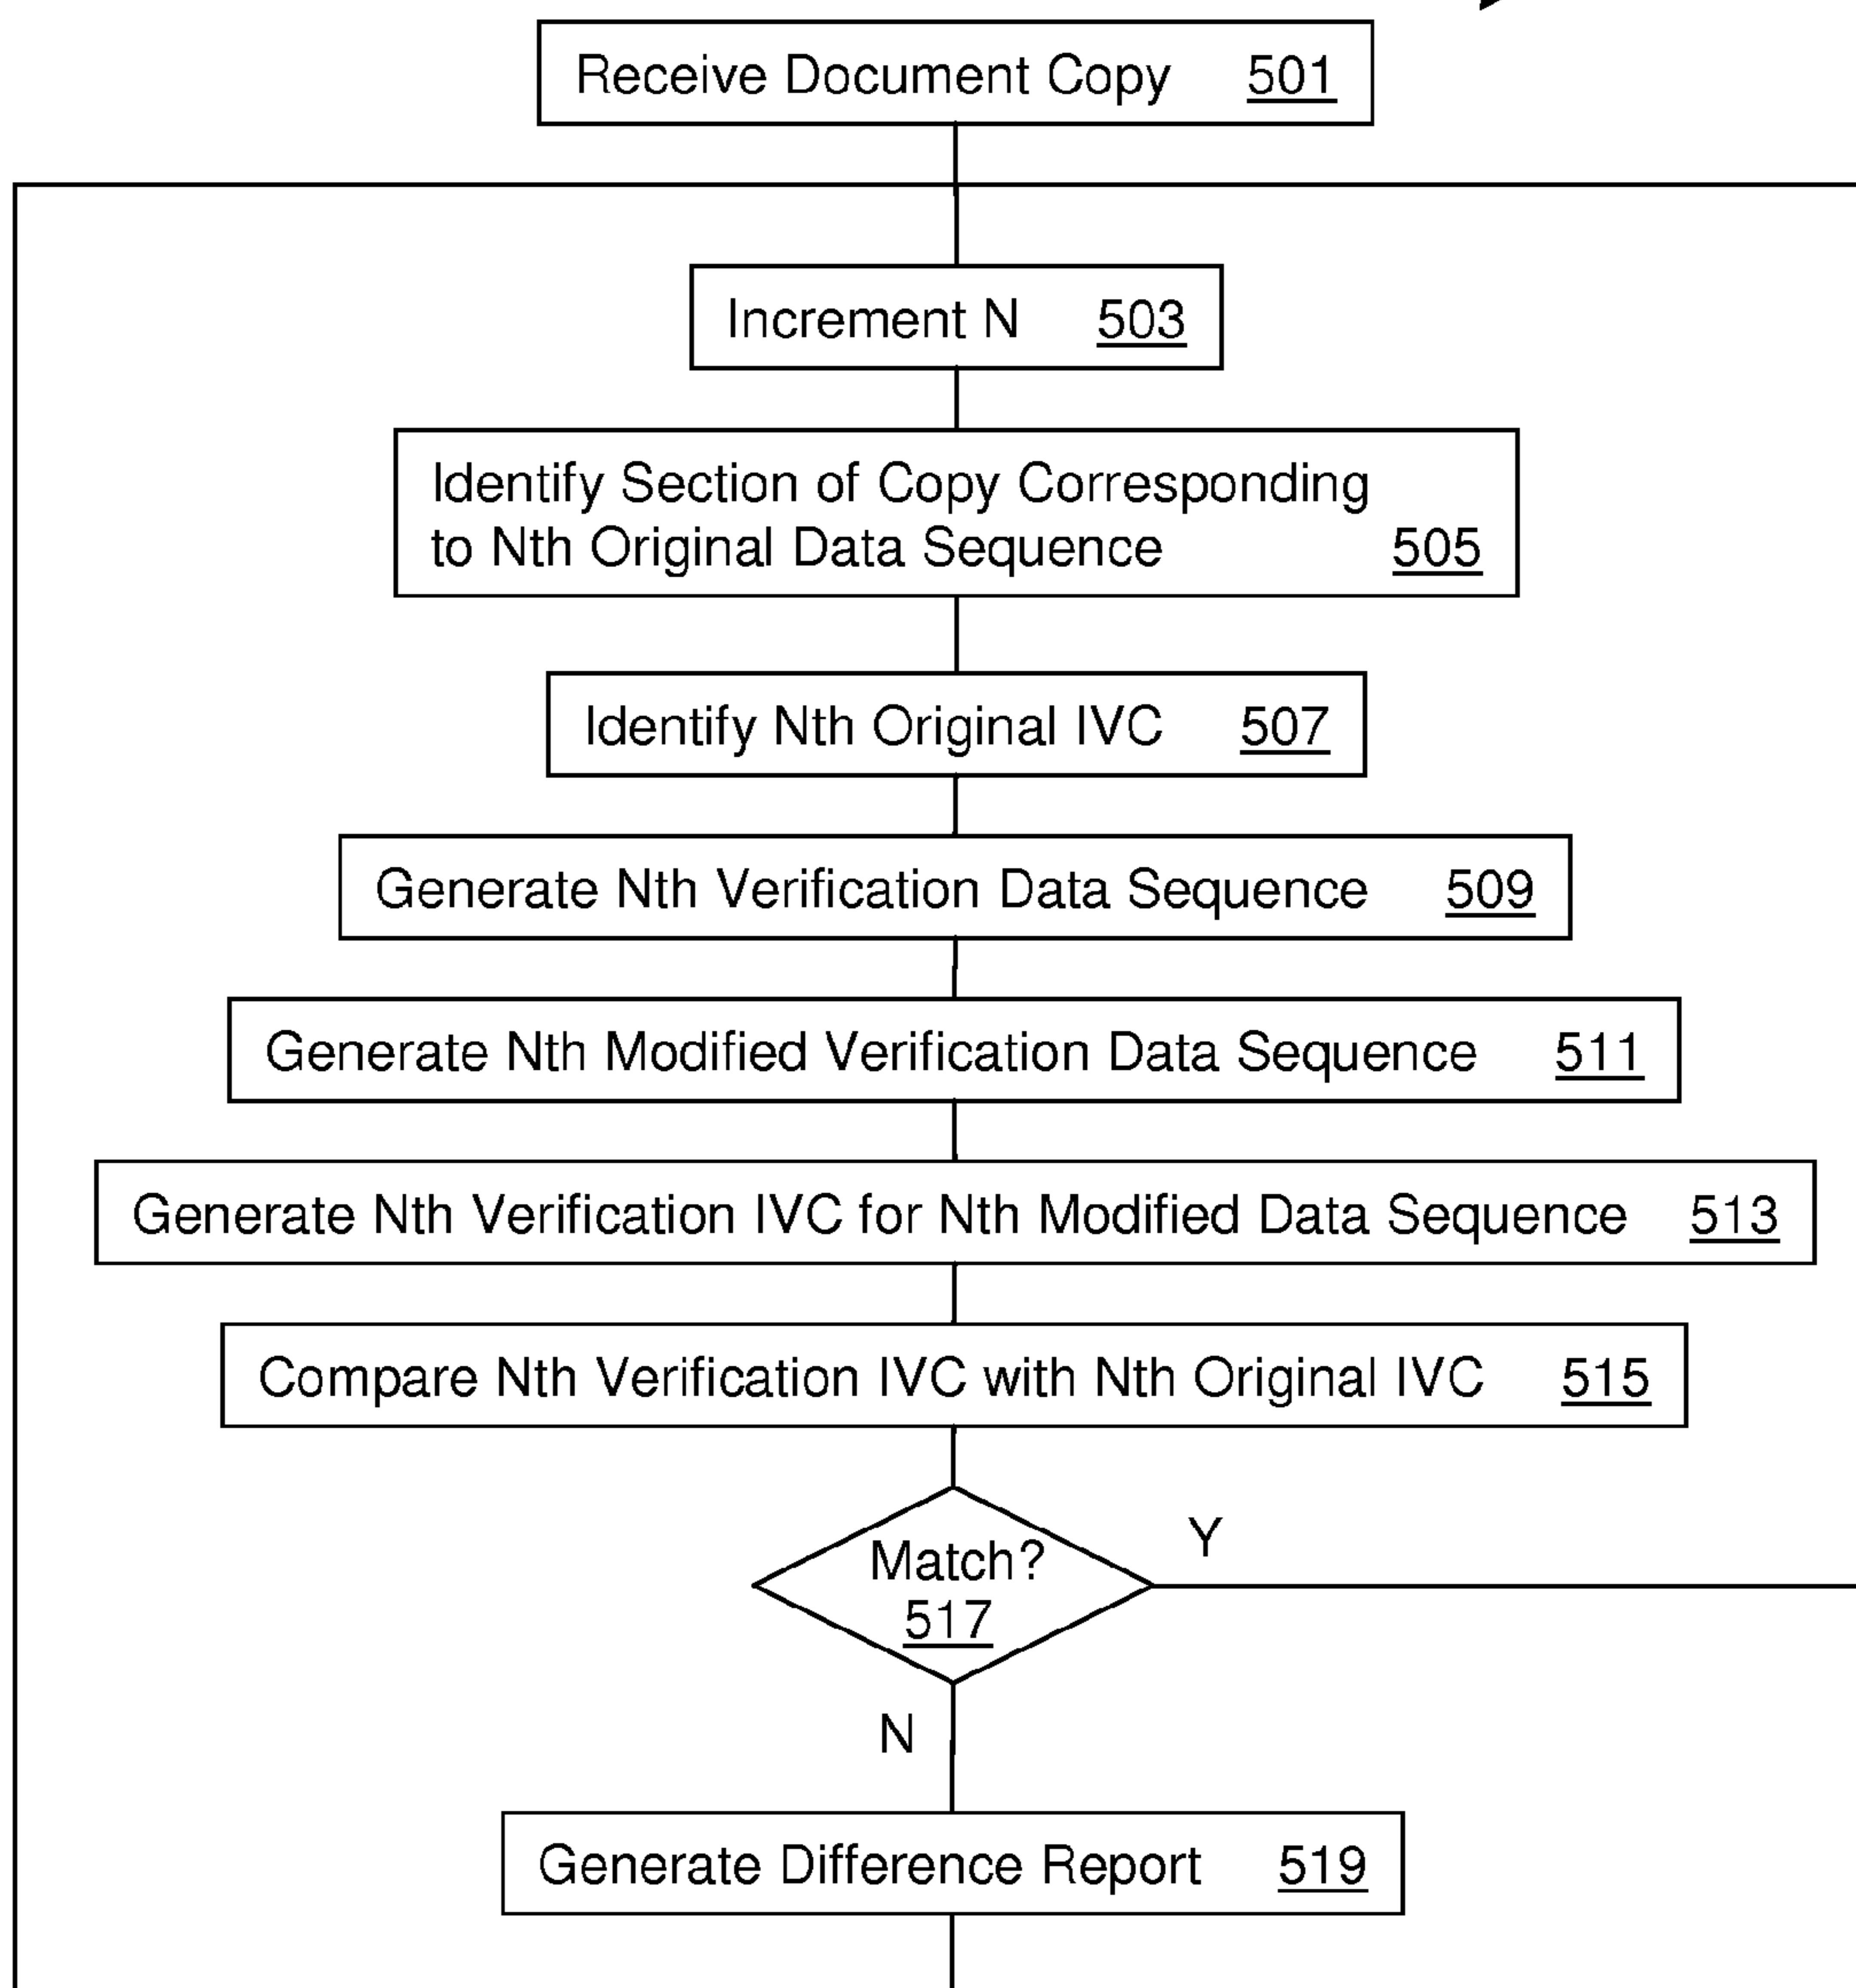 Receive Document Copy 501
Increment N 503
Identify Section of Copy Corresponding
to Nth Original Data Sequence 505
Identify Nth Original IVC 507
Generate Nth Verification Data Sequence 509
Generate Nth Modified Verification Data Sequence 511
Generate Nth Verification IVC for Nth Modified Data Sequence 513
Compare Nth Verification IVC with Nth Original IVC 515
Y
Match?
517
N
Generate Difference Report 519